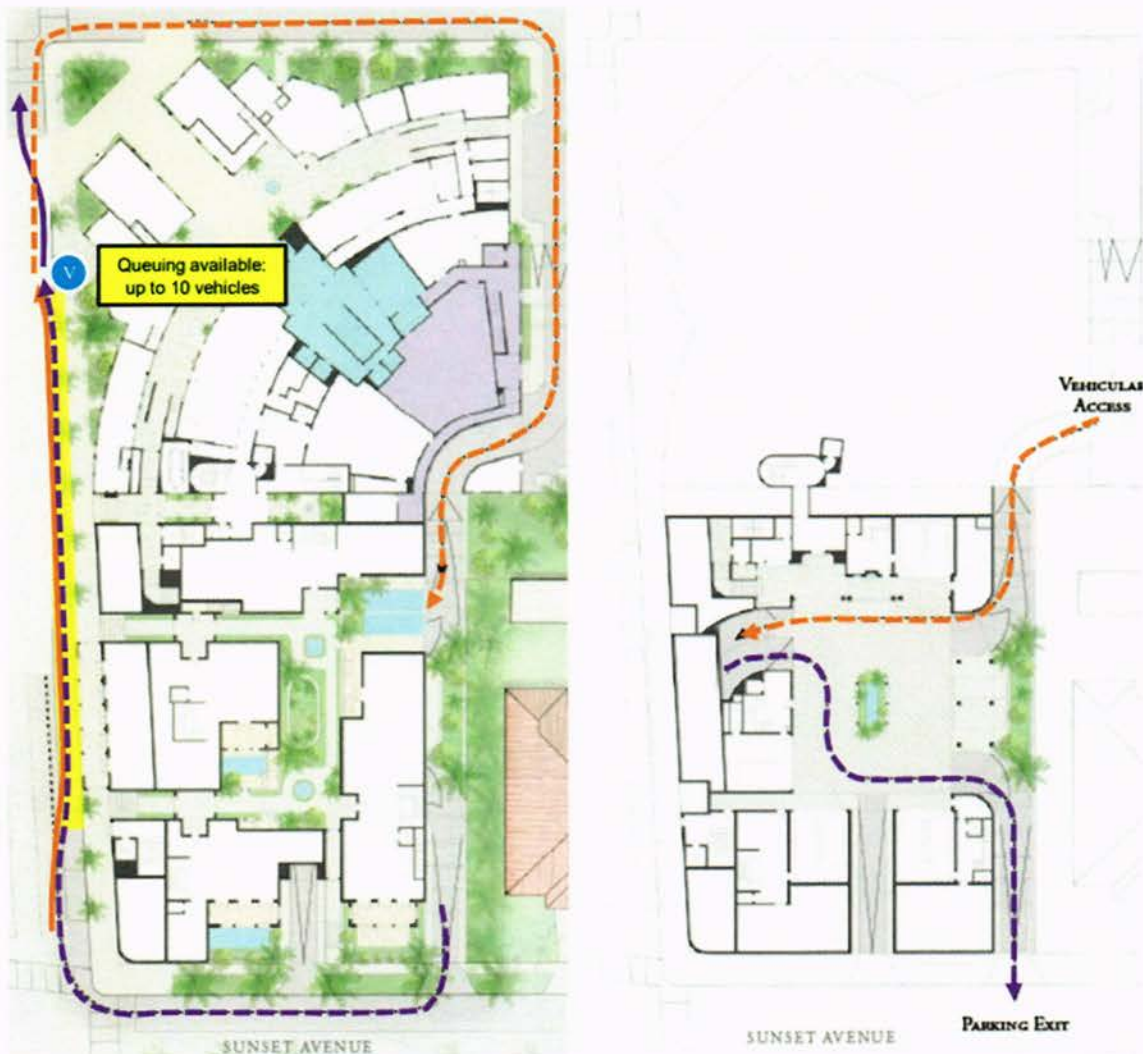 V
Queuing available:
up to 10 vehicles
SUNSET AVENUE
VEHICULAR
ACCESS
PARKING EXIT
SUNSET AVENUE